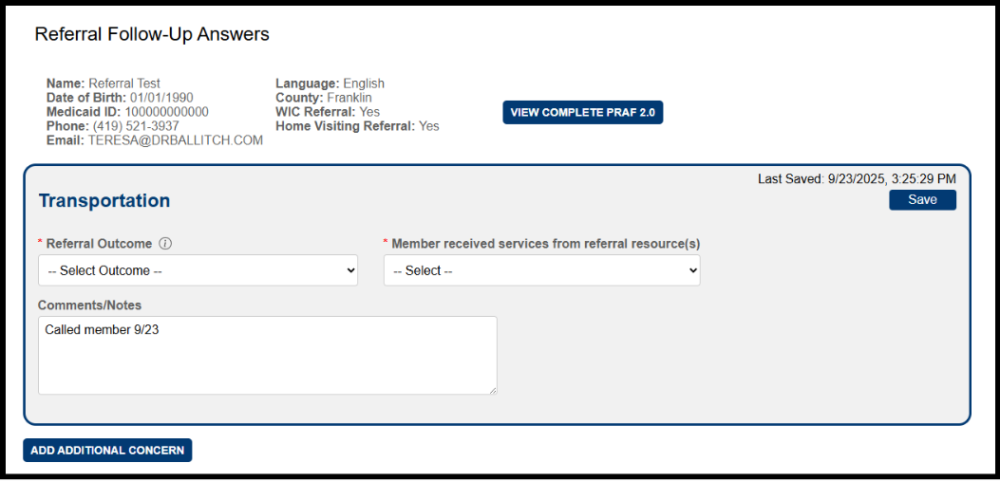 Referral Follow-Up Answers
Name: Referral Test
Date of Birth: 01/01/1990
Medicaid ID: 100000000000
Phone: (419) 521-3937
Email: TERESA@DRBALLITCH.COM
Language: English
County: Franklin
WIC Referral: Yes
Home Visiting Referral: Yes
VIEW COMPLETE PRAF 2.0
Last Saved: 9/23/2025, 3:25:29 PM
Transportation
Save
* Referral Outcome i
* Member received services from referral resource(s)
-- Select Outcome --
-- Select --
Comments/Notes
Called member 9/23
ADD ADDITIONAL CONCERN